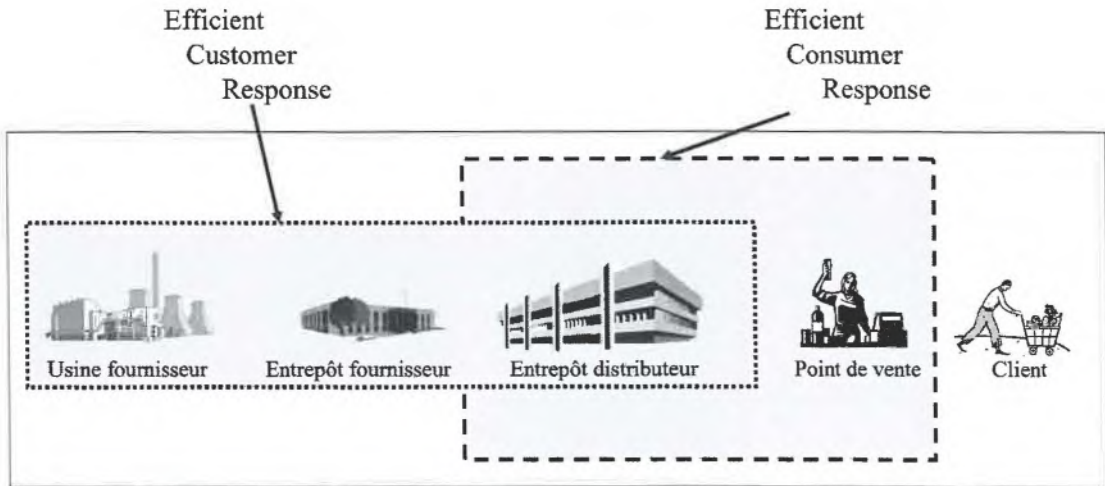 Efficient
Customer
Response
Efficient
Consumer
Response
Usine fournisseur
Entrepôt fournisseur
Entrepôt distributeur
Point de vente
Client